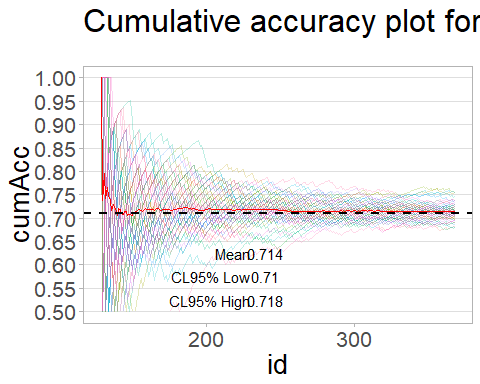 Cumulative accuracy plot for
cumAcc
1.00
0.95
0.90
0.85
0.80
0.75
0.70
0.65
0.60
0.55
0.50
Mean0.714
CL95% Low0.71
CL95% High0.718
200 300
id